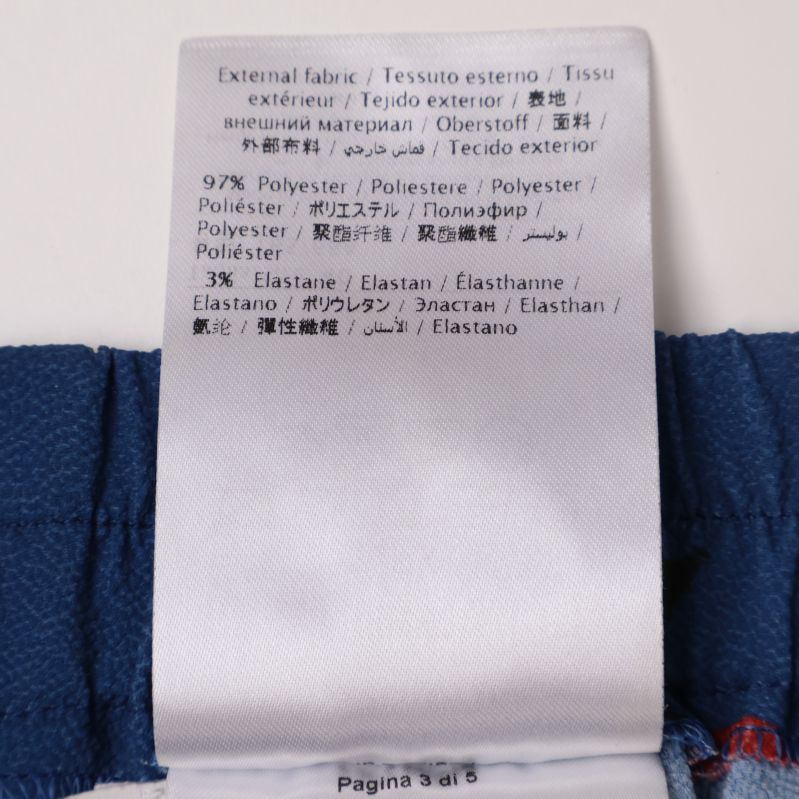 External fabric / Tessuto esterno / Tissu
extérieur / Tejido exterior / 表地 /
внешний материал / Oberstoff / 面料 /
外部布料 / قماش خارجي / Tecido exterior
97% Polyester / Poliestere / Polyester /
Poliéster / ポリエステル / Полиэфир /
Polyester / 聚酯纤维 / 聚酯纖維 / بوليستر /
Poliéster
3% Elastane / Elastan / Élasthanne /
Elastano / ポリウレタン / Эластан / Elasthan /
氨纶 / 彈性纖維 / الأستان / Elastano
Pagina 3 di 5